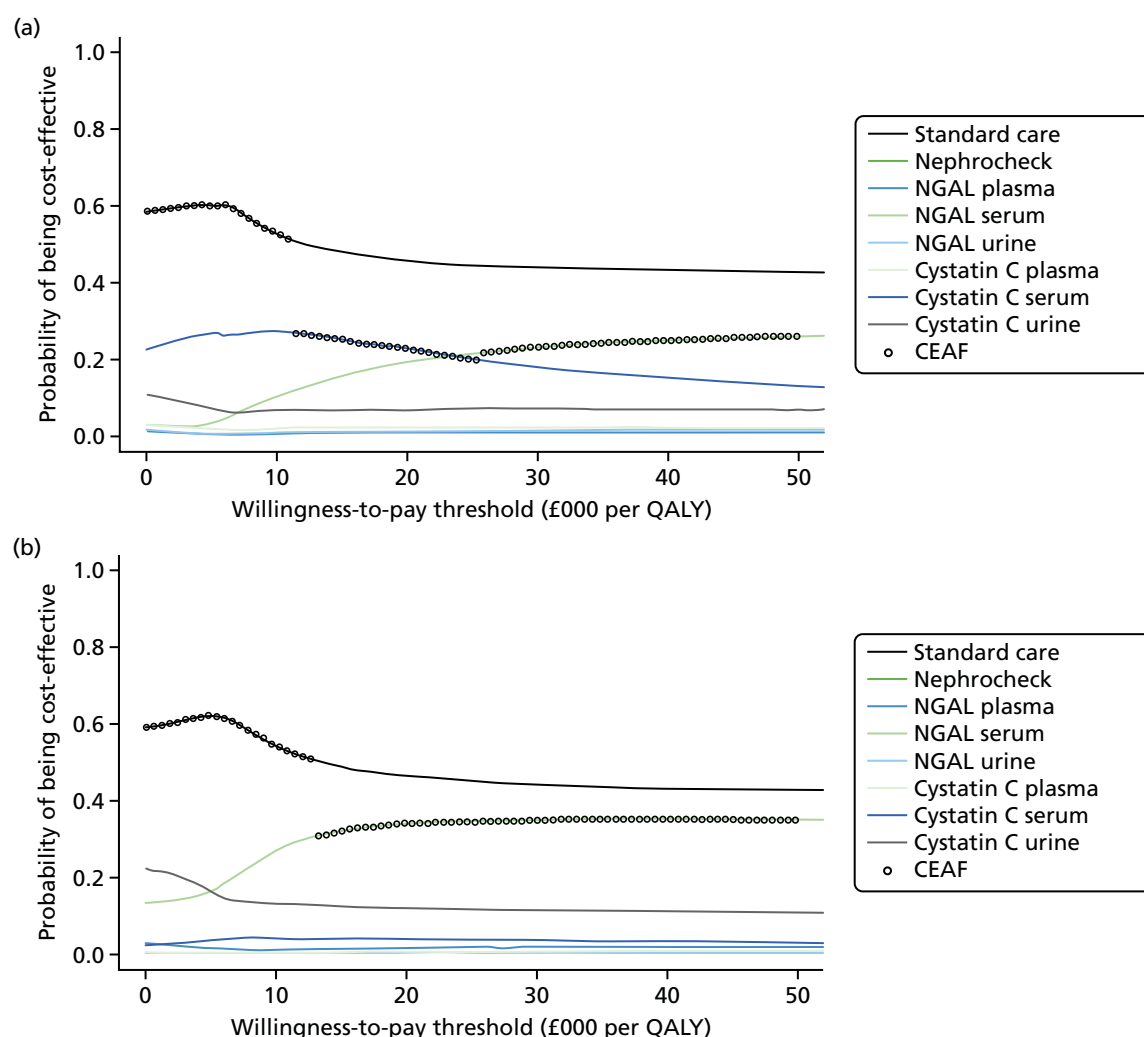 (a)
1.0
0.8
0.6
0.4
0.2
0.0
Probability of being cost-effective
0 10 20 30 40 50
Willingness-to-pay threshold (£000 per QALY)
Standard care
Nephrocheck
NGAL plasma
NGAL serum
NGAL urine
Cystatin C plasma
Cystatin C serum
Cystatin C urine
CEAF
(b)
1.0
0.8
0.6
0.4
0.2
0.0
Probability of being cost-effective
0 10 20 30 40 50
Willingness-to-pay threshold (£000 per QALY)
Standard care
Nephrocheck
NGAL plasma
NGAL serum
NGAL urine
Cystatin C plasma
Cystatin C serum
Cystatin C urine
CEAF